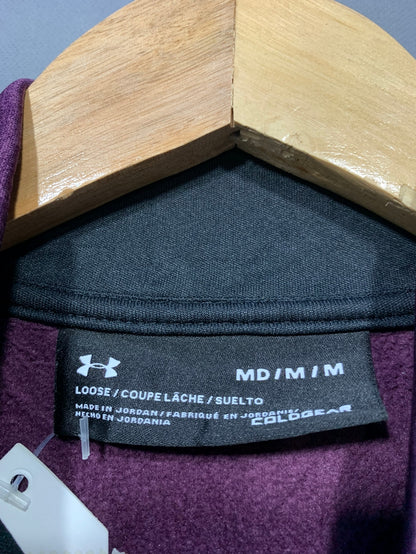 MD / M / M
LOOSE / COUPE LÂCHE / SUELTO
MADE IN JORDAN / FABRIQUÉ EN JORDANIE/
HECHO EN JORDANIA
COLDGEAR